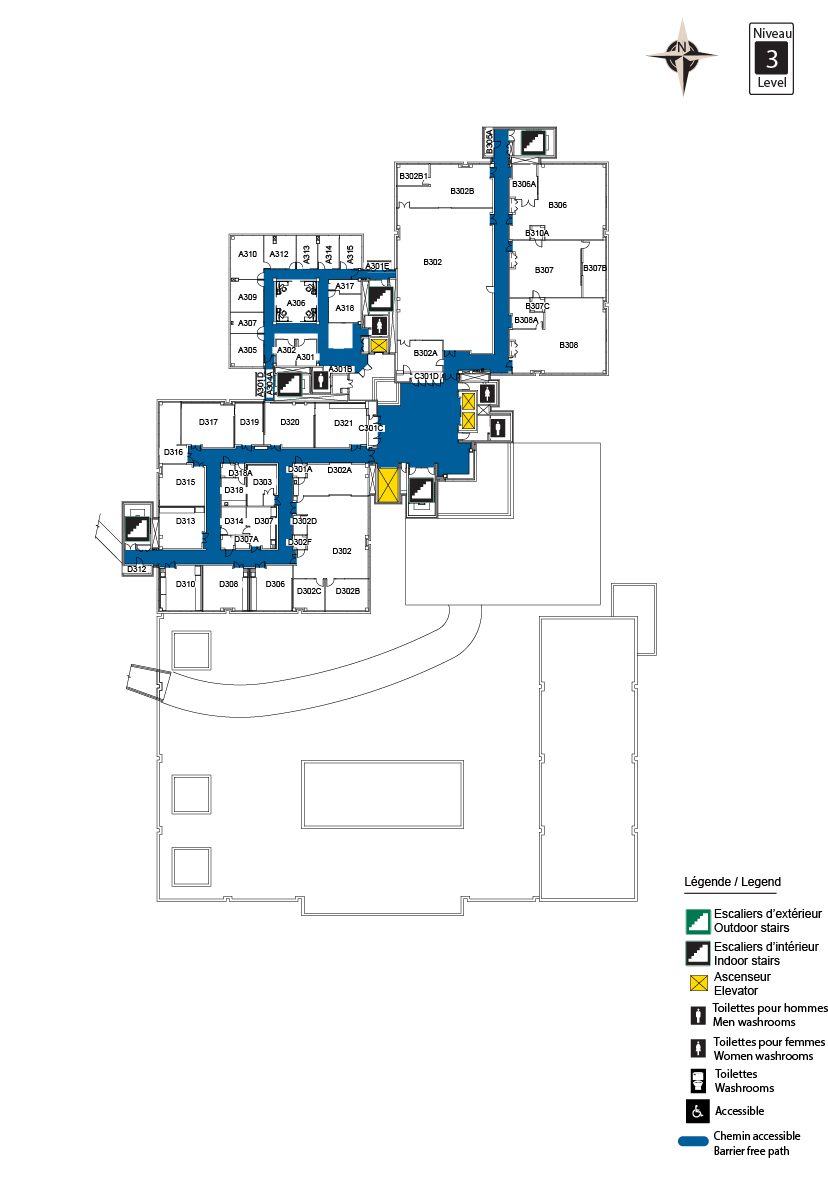 N
Niveau
3
Level
B305A
B302B1
B302B
B306A
B306
B310A
B302
B307
B307B
B307C
B308A
B308
B302A
C301D
A310
A312
A313
A314
A315
A301E
A309
A306
A317
A318
A307
A305
A302
A301
A301B
A301D
A304A
D317
D319
D320
D321
C301C
D316
D315
D318A
D318
D303
D301A
D302A
D313
D314
D307
D307A
D302D
D302F
D302
D312
D310
D308
D306
D302C
D302B
Légende / Legend
Escaliers d'extérieur
Outdoor stairs
Escaliers d'intérieur
Indoor stairs
Ascenseur
Elevator
Toilettes pour hommes
Men washrooms
Toilettes pour femmes
Women washrooms
Toilettes
Washrooms
Accessible
Chemin accessible
Barrier free path